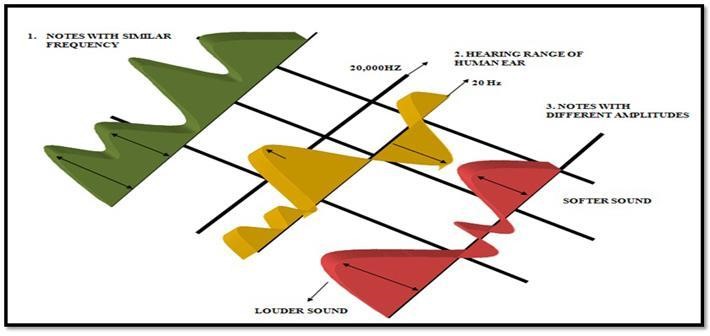 1. NOTES WITH SIMILAR
FREQUENCY
20,000HZ
2. HEARING RANGE OF
HUMAN EAR
20 Hz
3. NOTES WITH
DIFFERENT AMPLITUDES
SOFTER SOUND
LOUDER SOUND